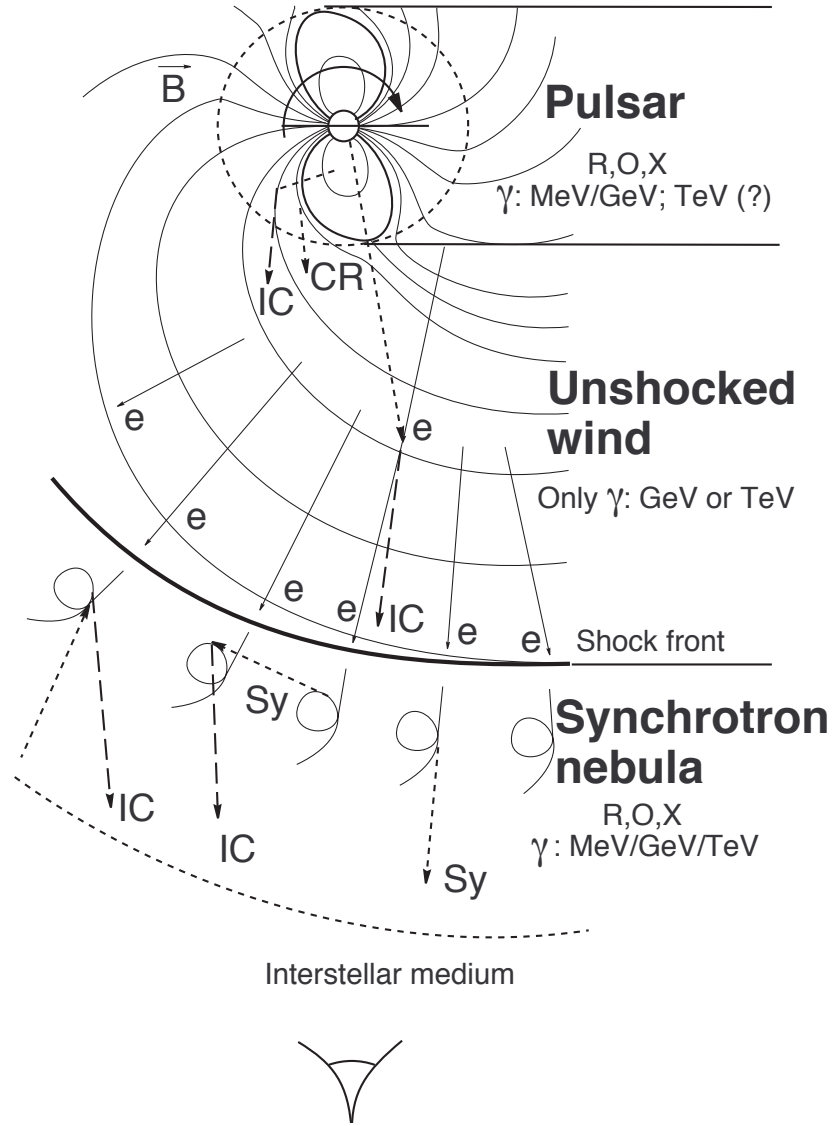 B
Pulsar
R,O,X
γ: MeV/GeV; TeV (?)
CR
IC
Unshocked
wind
e
e
Only γ: GeV or TeV
e
e
e
IC
e
e
Shock front
Sy
Synchrotron
nebula
IC
R,O,X
IC
γ: MeV/GeV/TeV
Sy
Interstellar medium